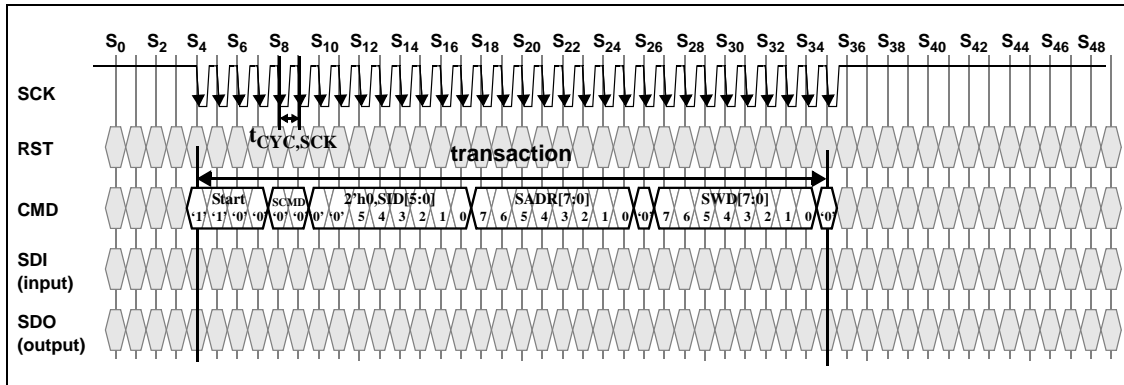 S0 S2 S4 S6 S8 S10 S12 S14 S16 S18 S20 S22 S24 S26 S28 S30 S32 S34 S36 S38 S40 S42 S44 S46 S48
SCK
tCYC,SCK
RST
transaction
CMD
Start SCMD 2'h0,SID[5:0] SADR[7:0] SWD[7:0]
‘1’ ‘1’ ‘0’ ‘0’ ‘0’ ‘0’ 0’ ‘0’ 5 4 3 2 1 0 7 6 5 4 3 2 1 0 ‘0’ 7 6 5 4 3 2 1 0 ‘0’
SDI
(input)
SDO
(output)